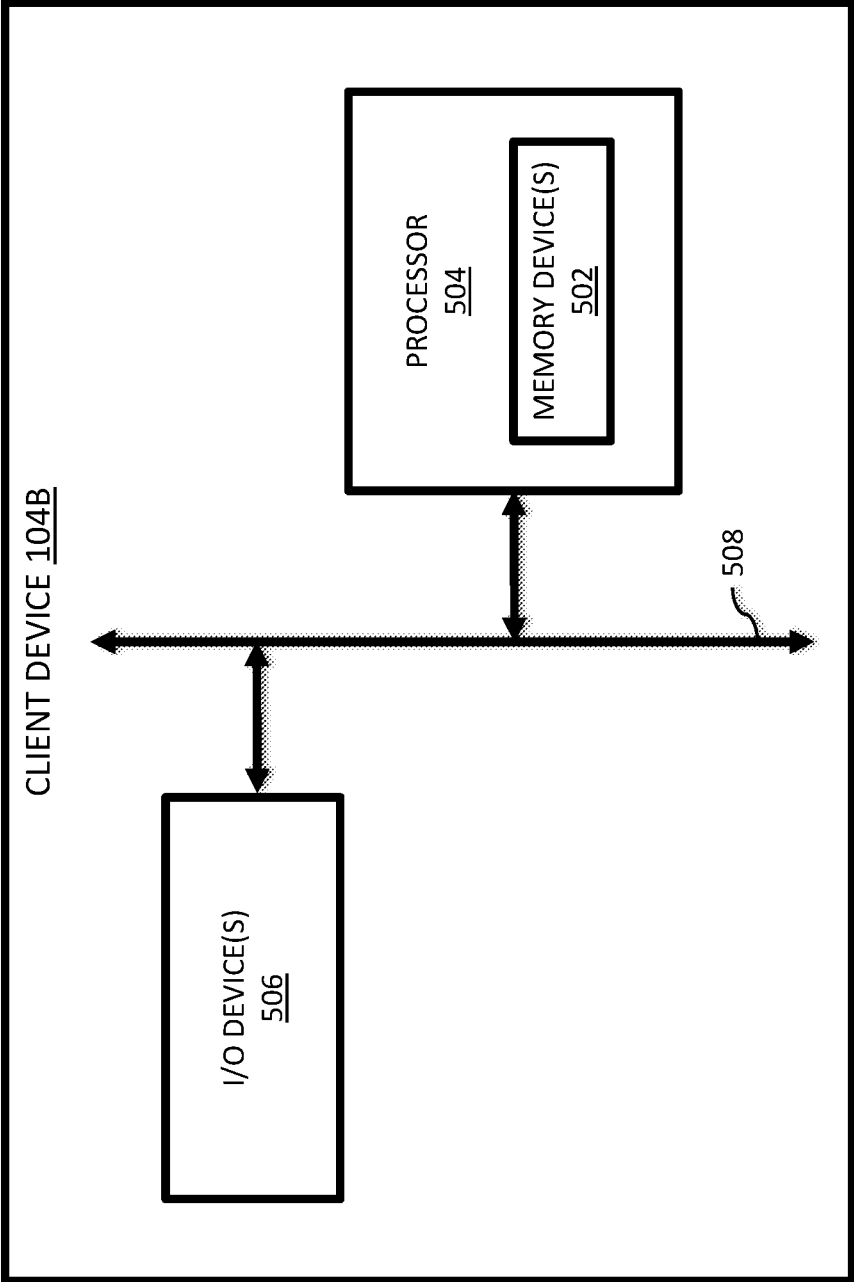 CLIENT DEVICE 104B
I/O DEVICE(S)
506
PROCESSOR
504
MEMORY DEVICE(S)
502
508